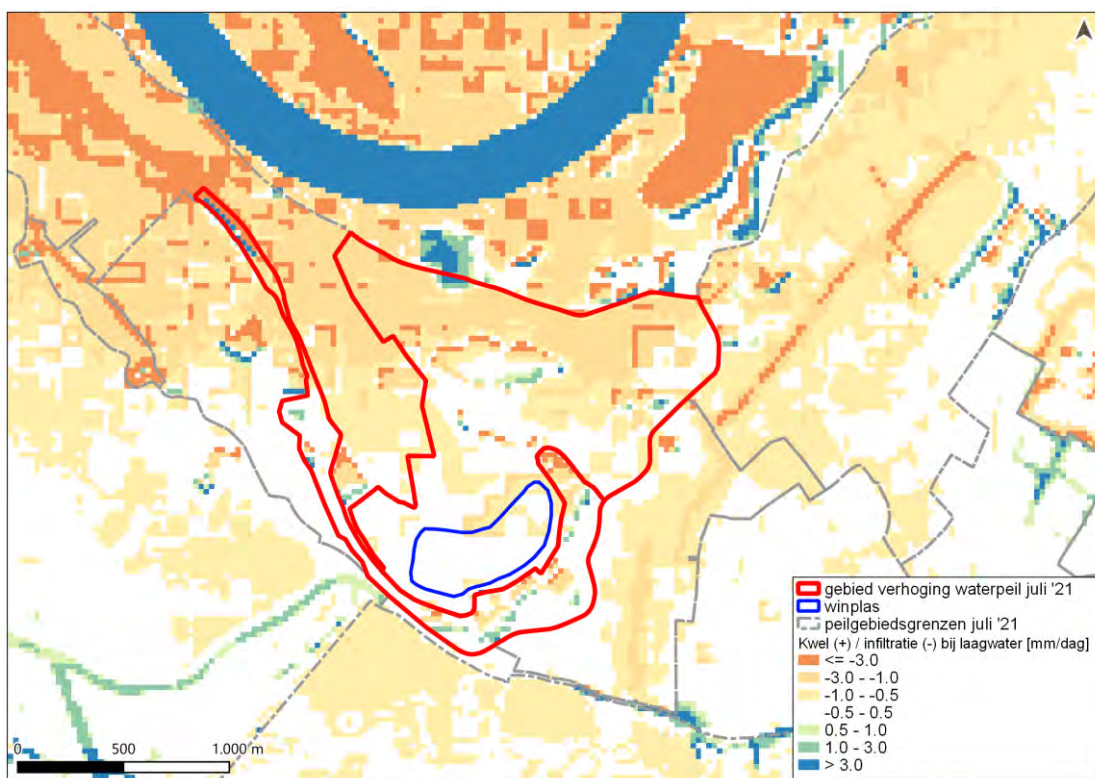 gebied verhoging waterpeil juli '21
winplas
peilgebiedsgrenzen juli '21
Kwel (+) / infiltratie (-) bij laagwater [mm/dag]
<= -3.0
-3.0 - -1.0
-1.0 - -0.5
-0.5 - 0.5
0.5 - 1.0
1.0 - 3.0
> 3.0
0 500 1.000 m